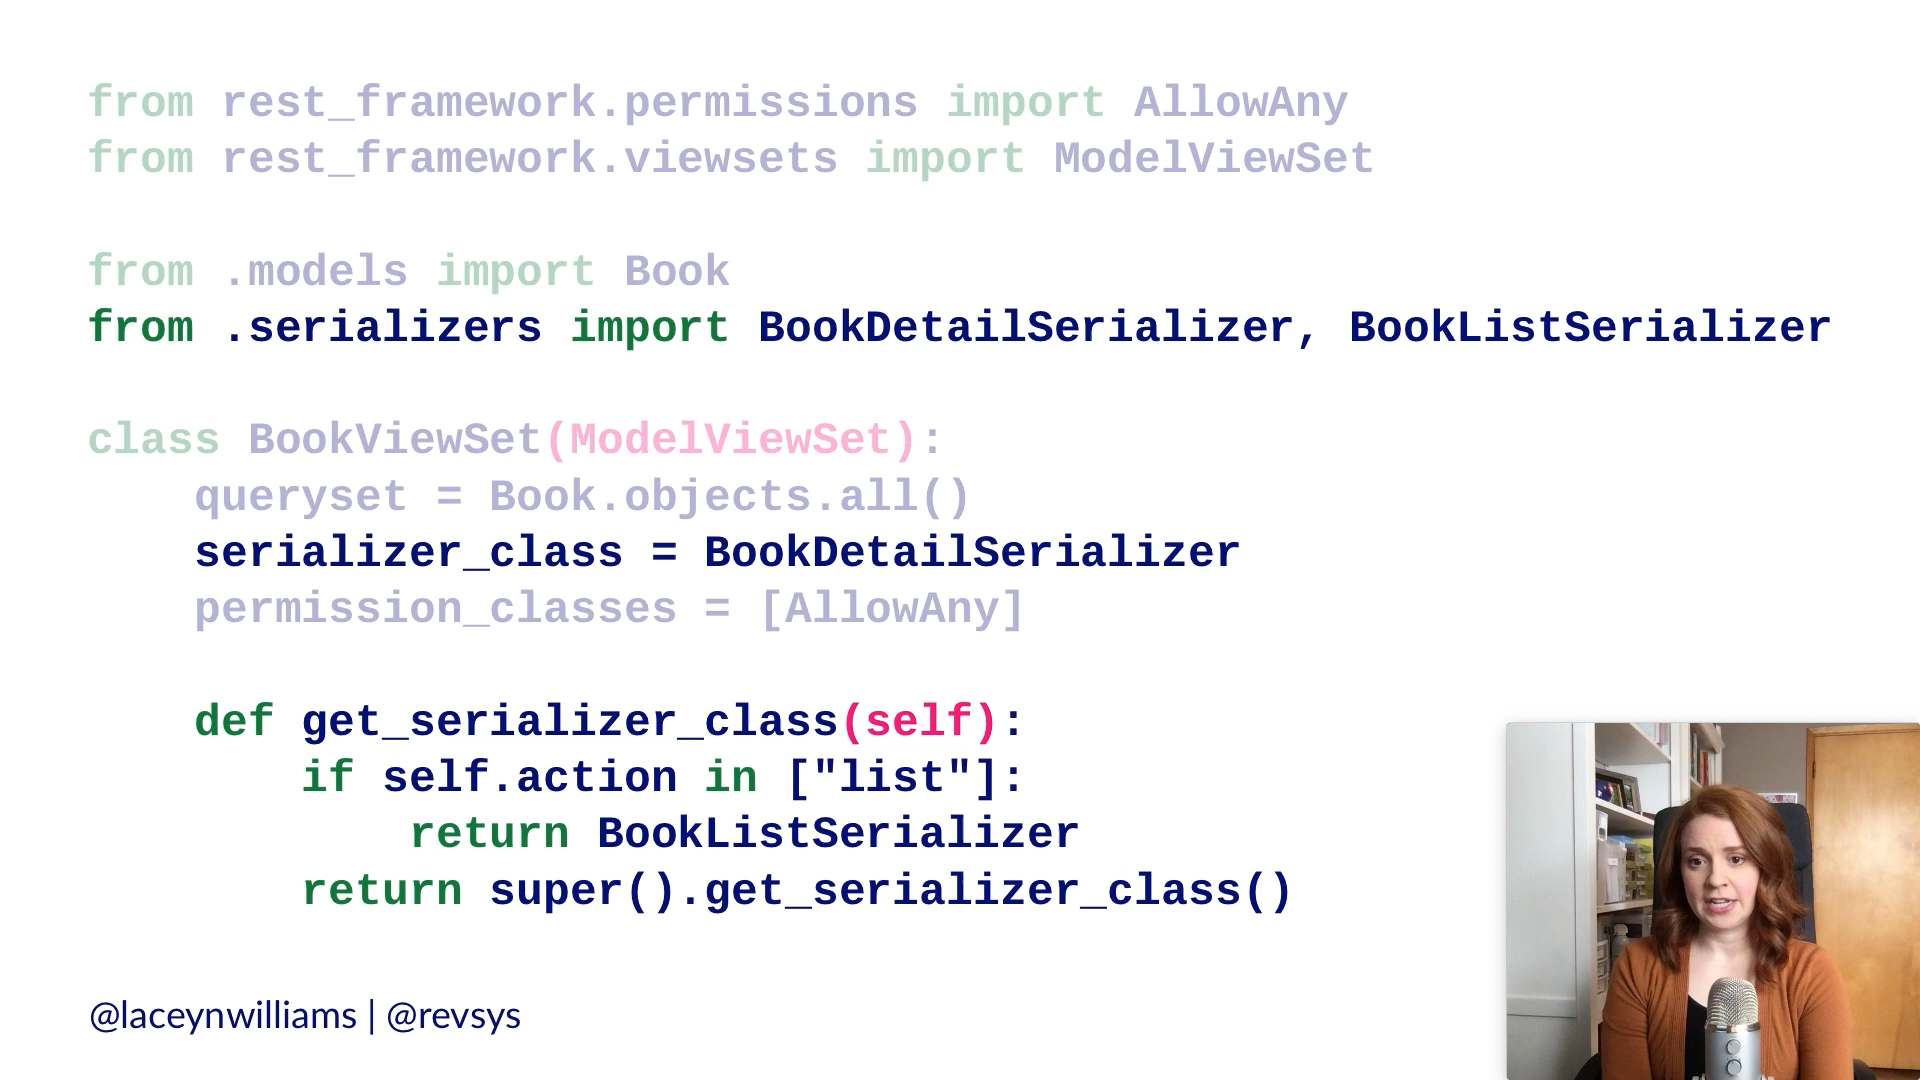 from rest_framework.permissions import AllowAny
from rest_framework.viewsets import ModelViewSet
from .models import Book
from .serializers import BookDetailSerializer, BookListSerializer
class BookViewSet(ModelViewSet):
    queryset = Book.objects.all()
    serializer_class = BookDetailSerializer
    permission_classes = [AllowAny]
    def get_serializer_class(self):
        if self.action in ["list"]:
            return BookListSerializer
        return super().get_serializer_class()
@laceynwilliams | @revsys